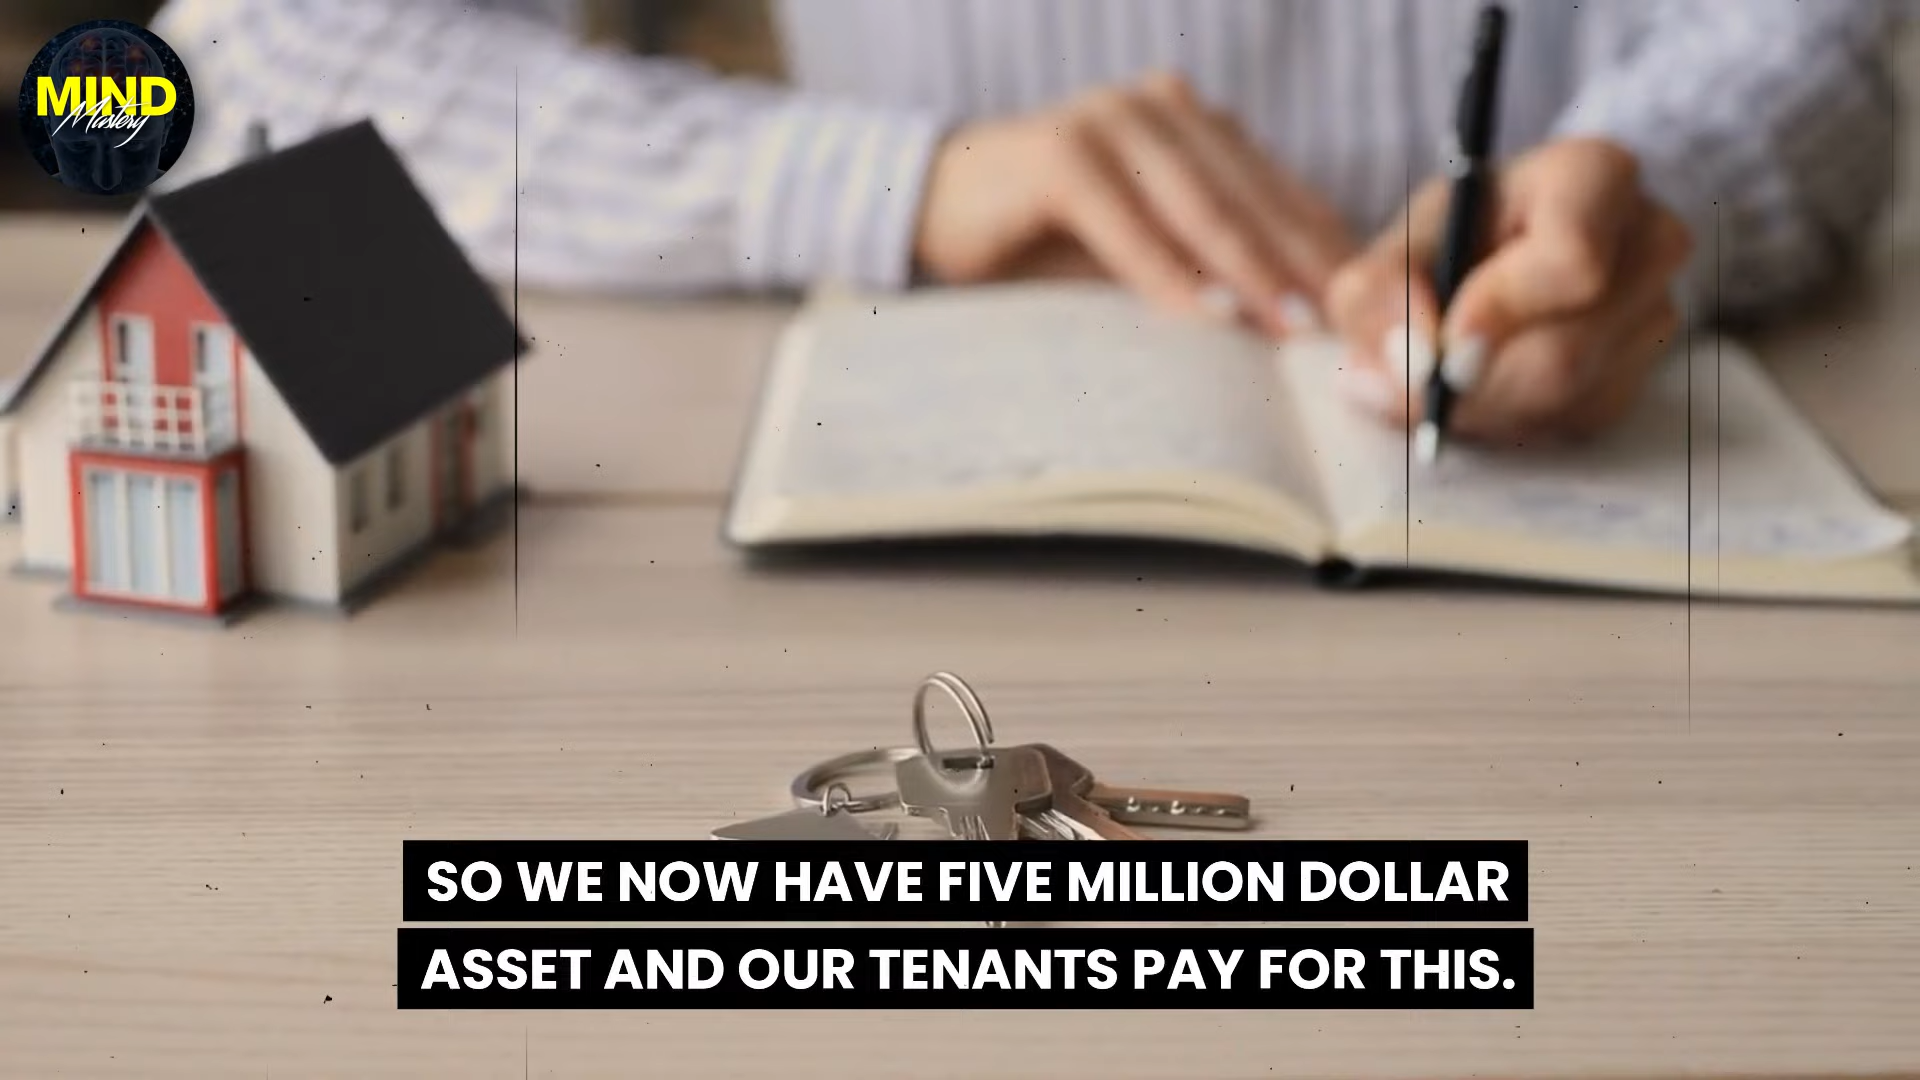 MIND
Mastery
SO WE NOW HAVE FIVE MILLION DOLLAR
ASSET AND OUR TENANTS PAY FOR THIS.